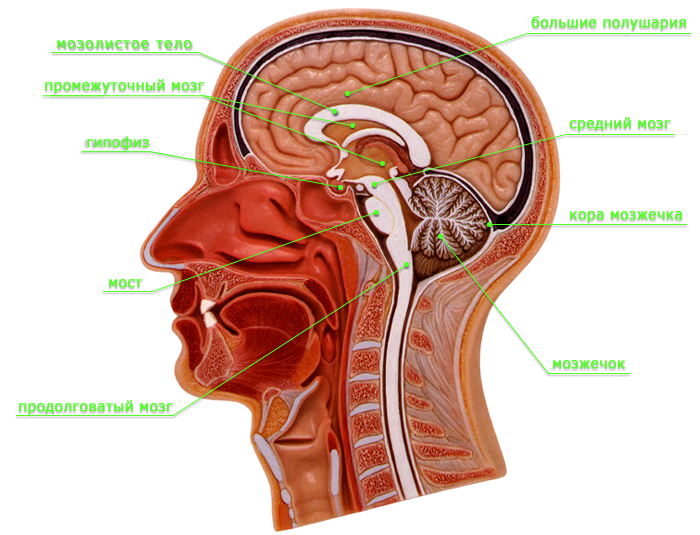 большие полушария
мозолистое тело
промежуточный мозг
средний мозг
гипофиз
кора мозжечка
мост
мозжечок
продолговатый мозг